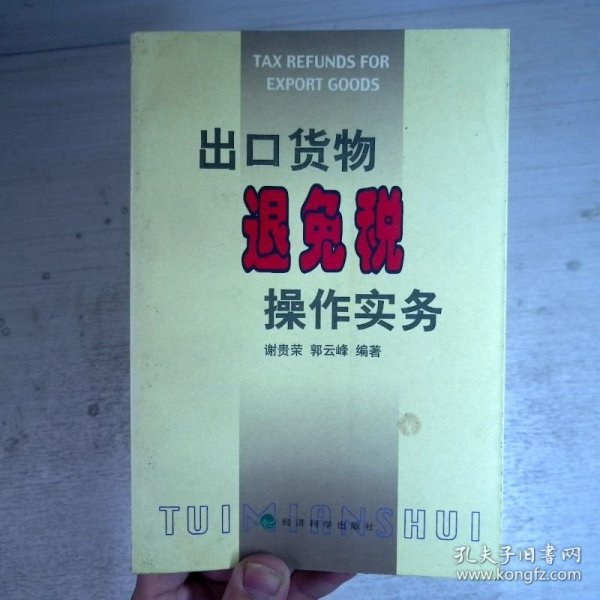 TAX REFUNDS FOR
EXPORT GOODS
出口货物
退免税
操作实务
谢贵荣 郭云峰 编著
TUIMIANSHUI
经济科学出版社
孔夫子旧书网
www.kongfz.com